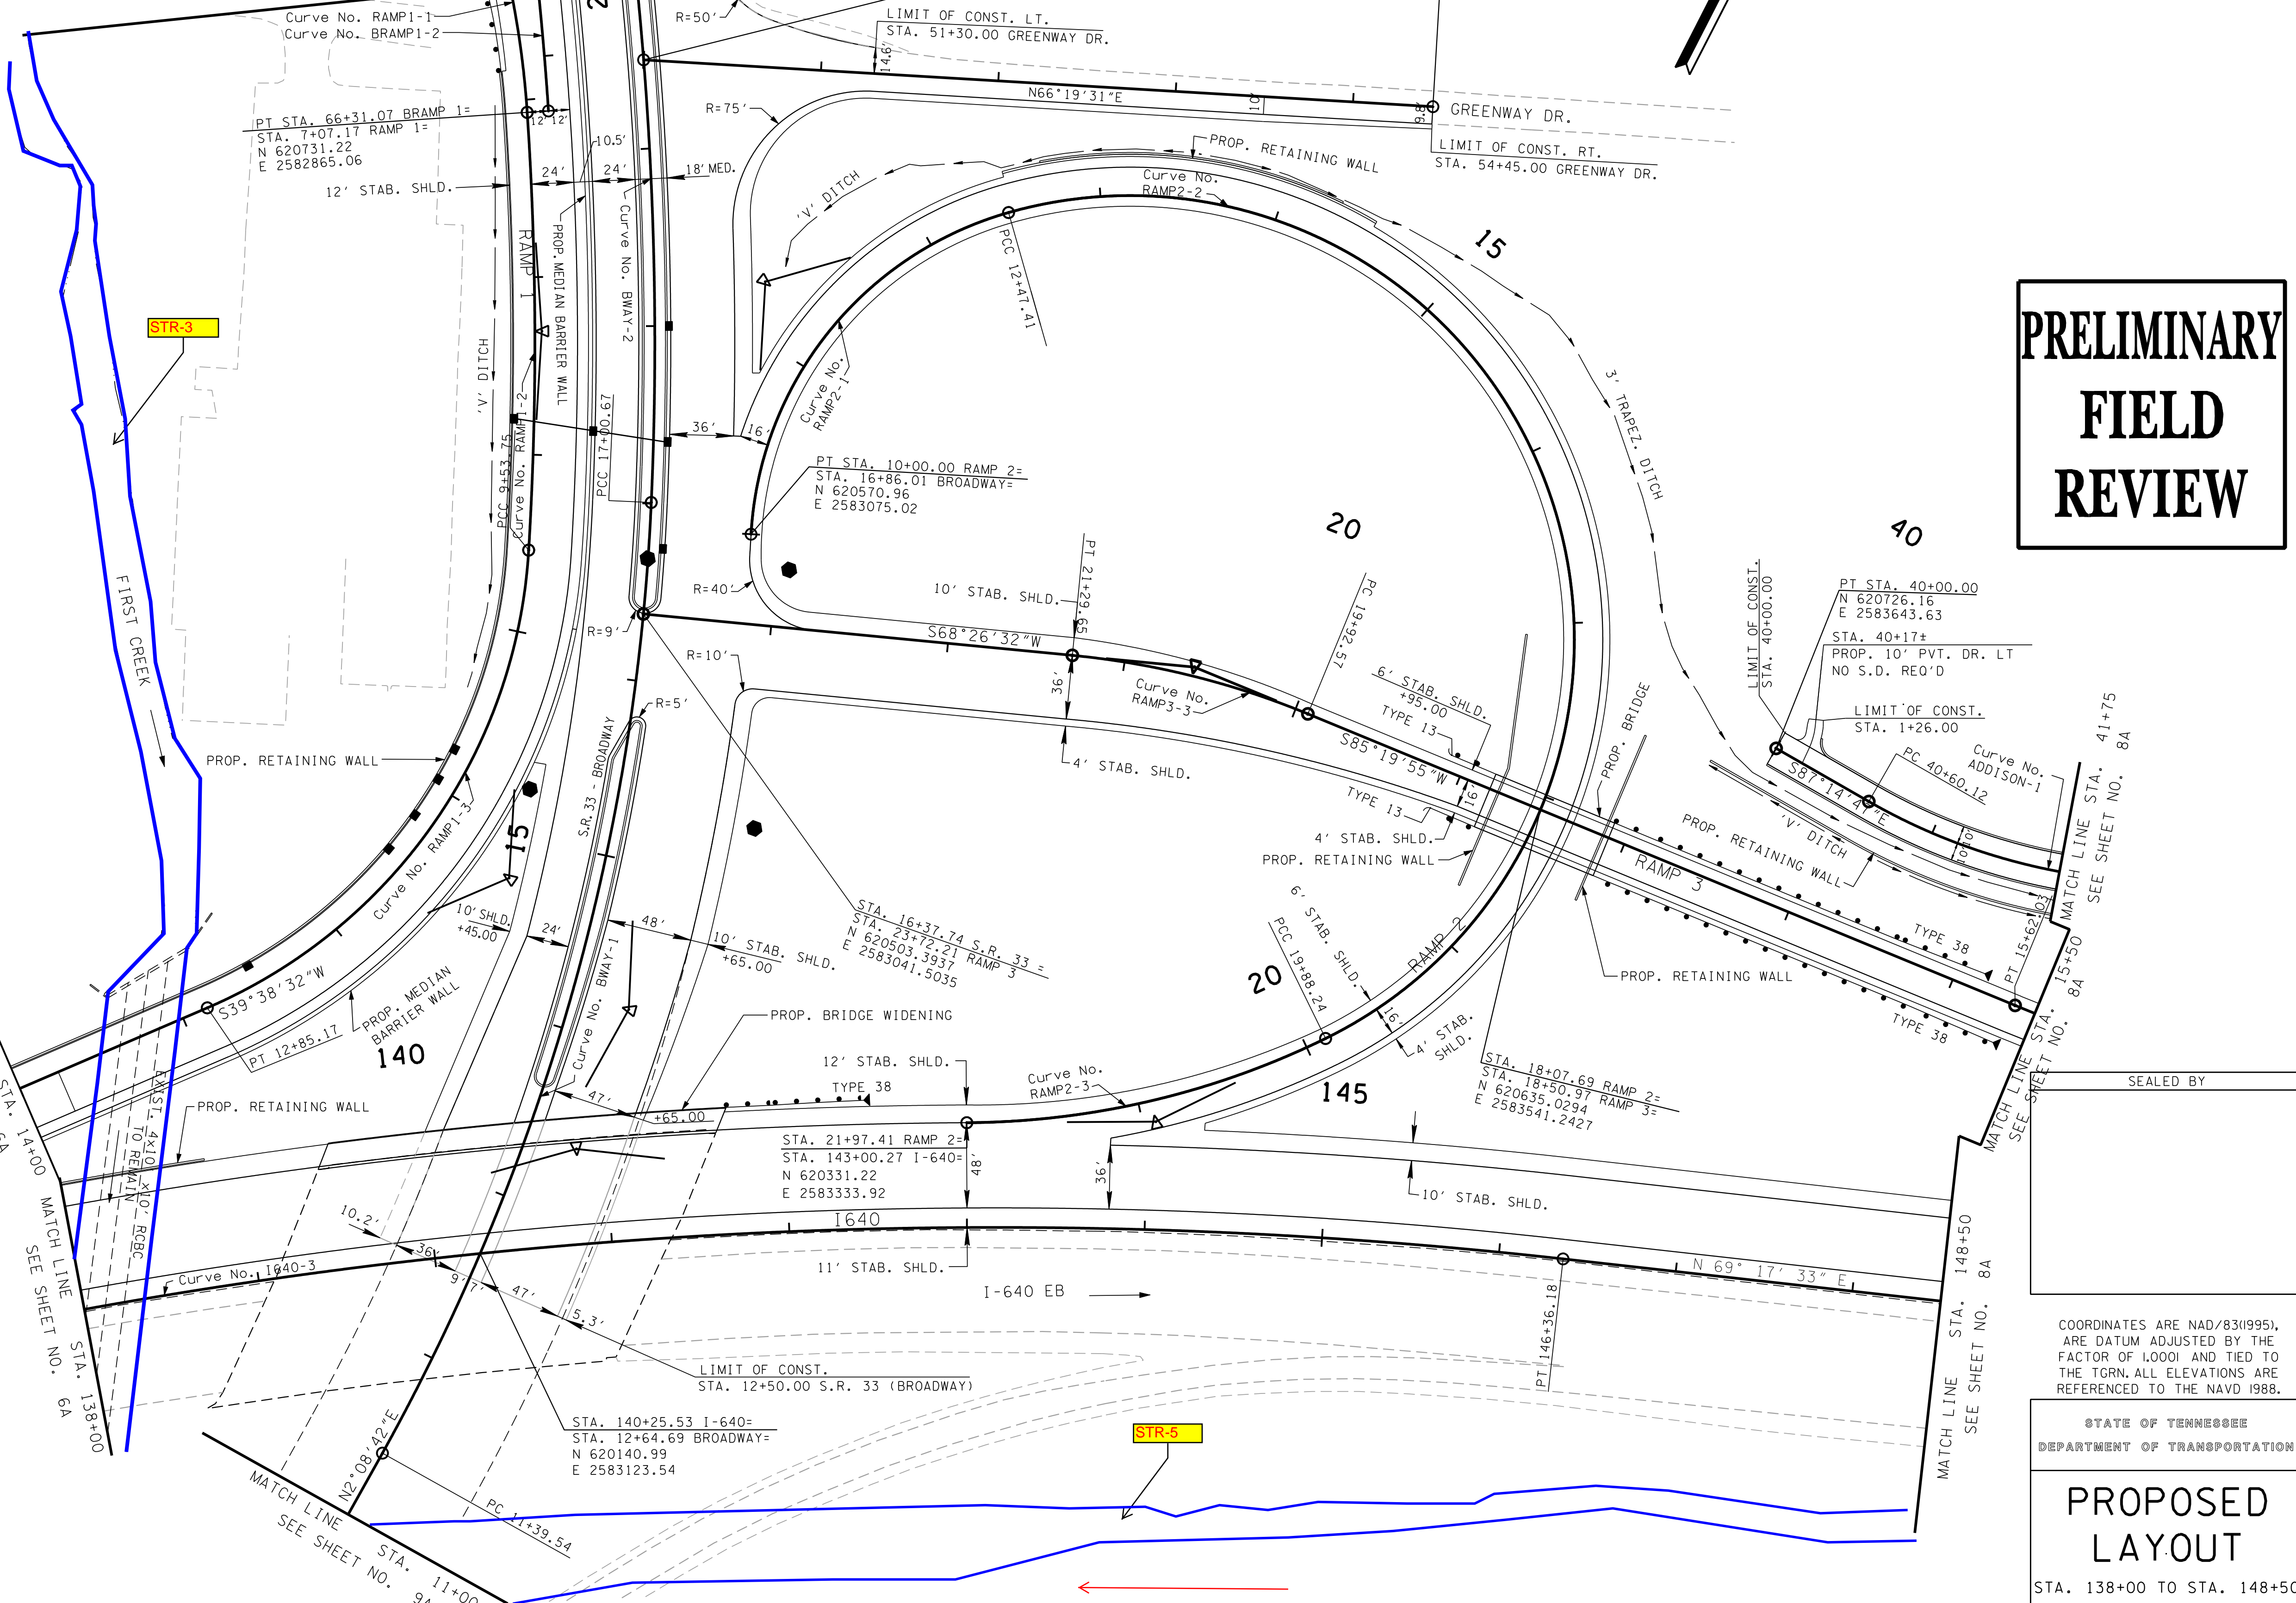 Curve No. RAMP1-1
Curve No. BRAMP1-2
R=50'
LIMIT OF CONST. LT.
STA. 51+30.00 GREENWAY DR.
14.6'
R=75'
N66°19'31"E
10'
9.8'
GREENWAY DR.
LIMIT OF CONST. RT.
STA. 54+45.00 GREENWAY DR.
PT STA. 66+31.07 BRAMP 1=
STA. 7+07.17 RAMP 1=
N 620731.22
E 2582865.06
12' 12'
10.5'
24'
24'
18' MED.
12' STAB. SHLD.
PROP. RETAINING WALL
'V' DITCH
Curve No.
RAMP2-2
PCC 12+47.41
15
RAMP 1
PROP. MEDIAN BARRIER WALL
Curve No. BWAY-2
STR-3
'V' DITCH
Curve No.
RAMP2-1
3' TRAPEZ. DITCH
PRELIMINARY
FIELD
REVIEW
PCC 9+53.75
Curve No. RAMP1-2
PCC 17+00.67
36'
16'
PT STA. 10+00.00 RAMP 2=
STA. 16+86.01 BROADWAY=
N 620570.96
E 2583075.02
20
40
FIRST CREEK
R=40'
10' STAB. SHLD.
PT 21+29.65
PC 19+92.57
LIMIT OF CONST.
STA. 40+00.00
PT STA. 40+00.00
N 620726.16
E 2583643.63
STA. 40+17±
PROP. 10' PVT. DR. LT
NO S.D. REQ'D
LIMIT OF CONST.
STA. 1+26.00
R=9'
S68°26'32"W
R=10'
36'
Curve No.
RAMP3-3
6' STAB. SHLD.
+95.00
TYPE 13
PROP. BRIDGE
PC 40+60.12
Curve No.
ADDISON-1
MATCH LINE STA. 41+75
SEE SHEET NO. 8A
R=5'
S.R. 33 - BROADWAY
PROP. RETAINING WALL
4' STAB. SHLD.
S85°19'55"W
16'
TYPE 13
4' STAB. SHLD.
PROP. RETAINING WALL
S87°14'47"E
10' 10'
'V' DITCH
PROP. RETAINING WALL
RAMP 3
Curve No. RAMP1-3
15
10' SHLD.
+45.00
24'
48'
10' STAB. SHLD.
+65.00
STA. 16+37.74 S.R. 33 =
STA. 23+72.21 RAMP 3
N 620503.3937
E 2583041.5035
6' STAB. SHLD.
PCC 19+88.24
RAMP 2
20
TYPE 38
PT 15+62.03
PROP. RETAINING WALL
TYPE 38
MATCH LINE STA. 15+50
SEE SHEET NO. 8A
S39°38'32"W
PT 12+85.17
PROP. MEDIAN
BARRIER WALL
140
Curve No. BWAY-1
PROP. BRIDGE WIDENING
12' STAB. SHLD.
TYPE 38
Curve No.
RAMP2-3
16'
4' STAB.
SHLD.
145
STA. 18+07.69 RAMP 2=
STA. 18+50.97 RAMP 3=
N 620635.0294
E 2583541.2427
SEALED BY
STA. 14+00 MATCH LINE
SEE SHEET NO. 6A
PROP. RETAINING WALL
EXIST. 4x10'x10' RCBC
TO REMAIN
47'
+65.00
STA. 21+97.41 RAMP 2=
STA. 143+00.27 I-640=
N 620331.22
E 2583333.92
48'
36'
10' STAB. SHLD.
10.2'
36'
9'
7'
47'
5.3'
I640
11' STAB. SHLD.
Curve No. I640-3
I-640 EB
PT 146+36.18
N 69° 17' 33" E
MATCH LINE STA. 148+50
SEE SHEET NO. 8A
STA. 138+00
LIMIT OF CONST.
STA. 12+50.00 S.R. 33 (BROADWAY)
STA. 140+25.53 I-640=
STA. 12+64.69 BROADWAY=
N 620140.99
E 2583123.54
N2°08'42"E
PC 11+39.54
MATCH LINE STA. 11+00
SEE SHEET NO. 9A
STR-5
COORDINATES ARE NAD/83(1995),
ARE DATUM ADJUSTED BY THE
FACTOR OF 1.0001 AND TIED TO
THE TGRN. ALL ELEVATIONS ARE
REFERENCED TO THE NAVD 1988.
STATE OF TENNESSEE
DEPARTMENT OF TRANSPORTATION
PROPOSED
LAYOUT
STA. 138+00 TO STA. 148+50